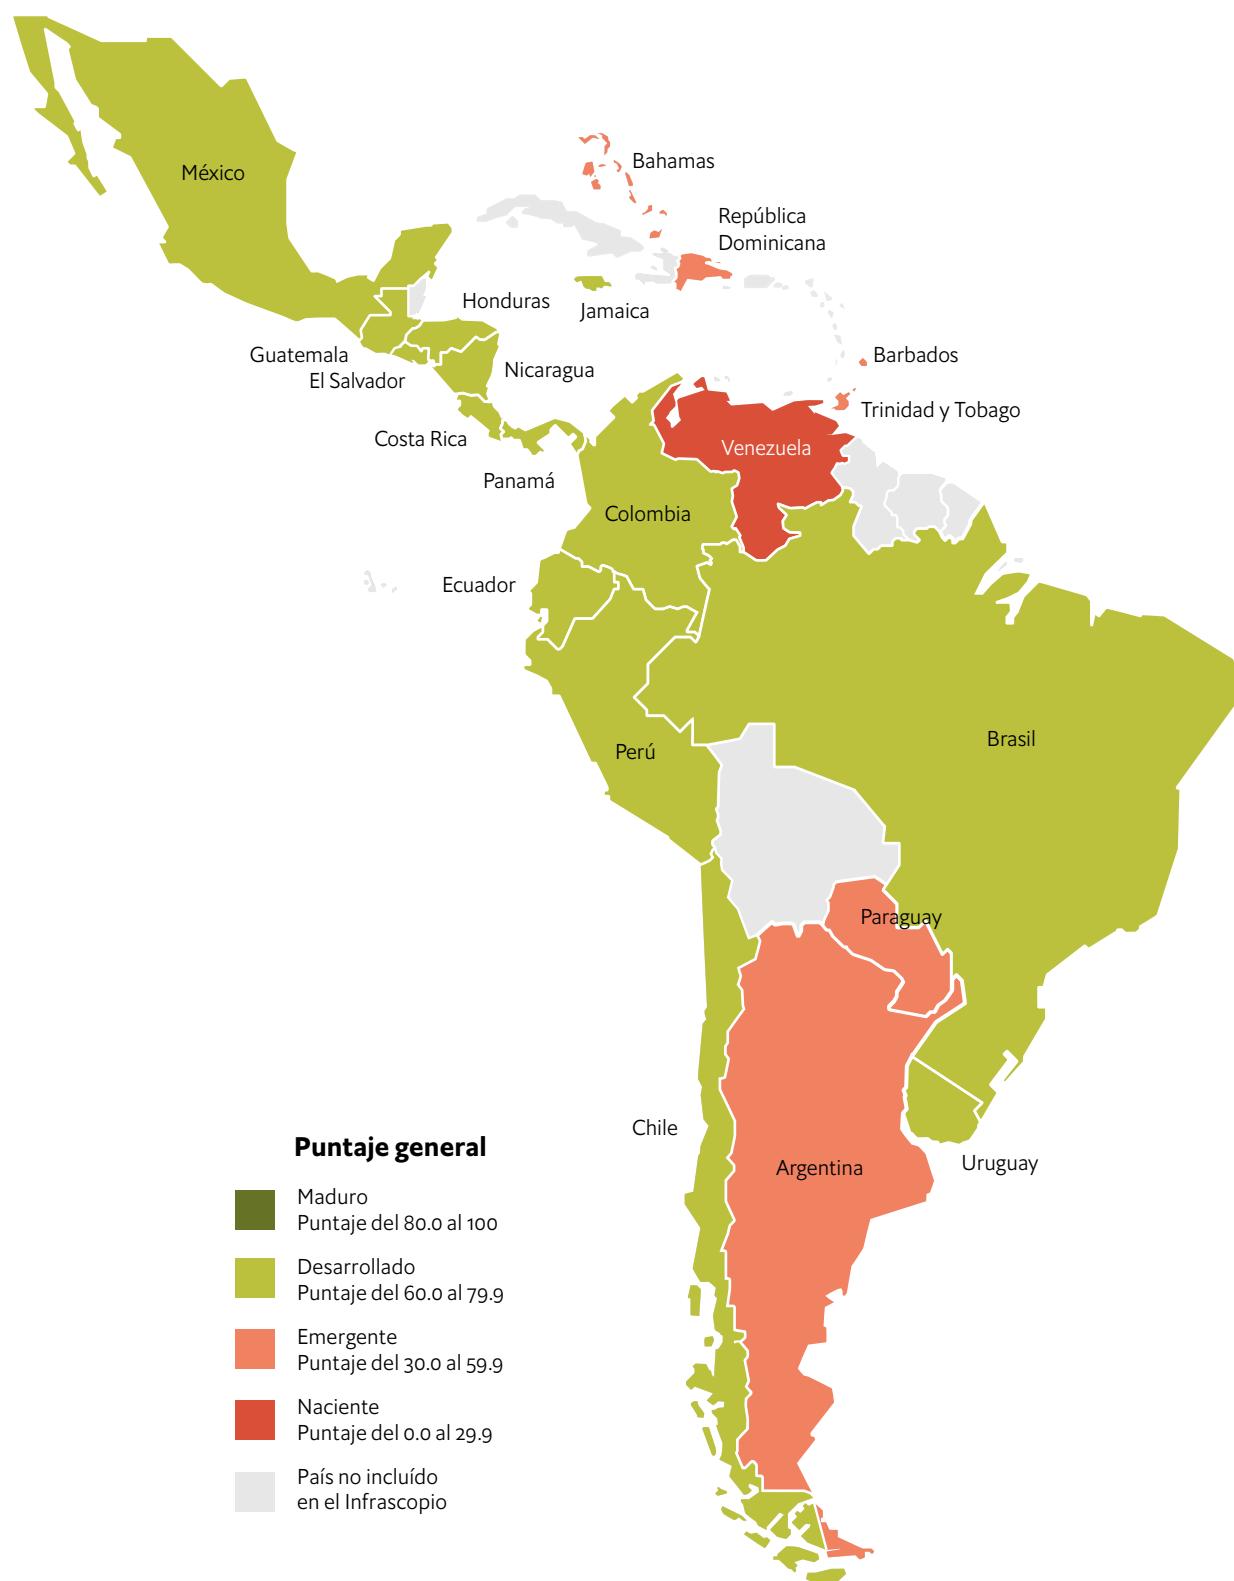 México
Bahamas
República
Dominicana
Honduras
Jamaica
Guatemala
El Salvador
Nicaragua
Barbados
Trinidad y Tobago
Costa Rica
Venezuela
Panamá
Colombia
Ecuador
Brasil
Perú
Paraguay
Chile
Argentina
Uruguay
Puntaje general
Maduro
Puntaje del 80.0 al 100
Desarrollado
Puntaje del 60.0 al 79.9
Emergente
Puntaje del 30.0 al 59.9
Naciente
Puntaje del 0.0 al 29.9
País no incluído
en el Infrascopio